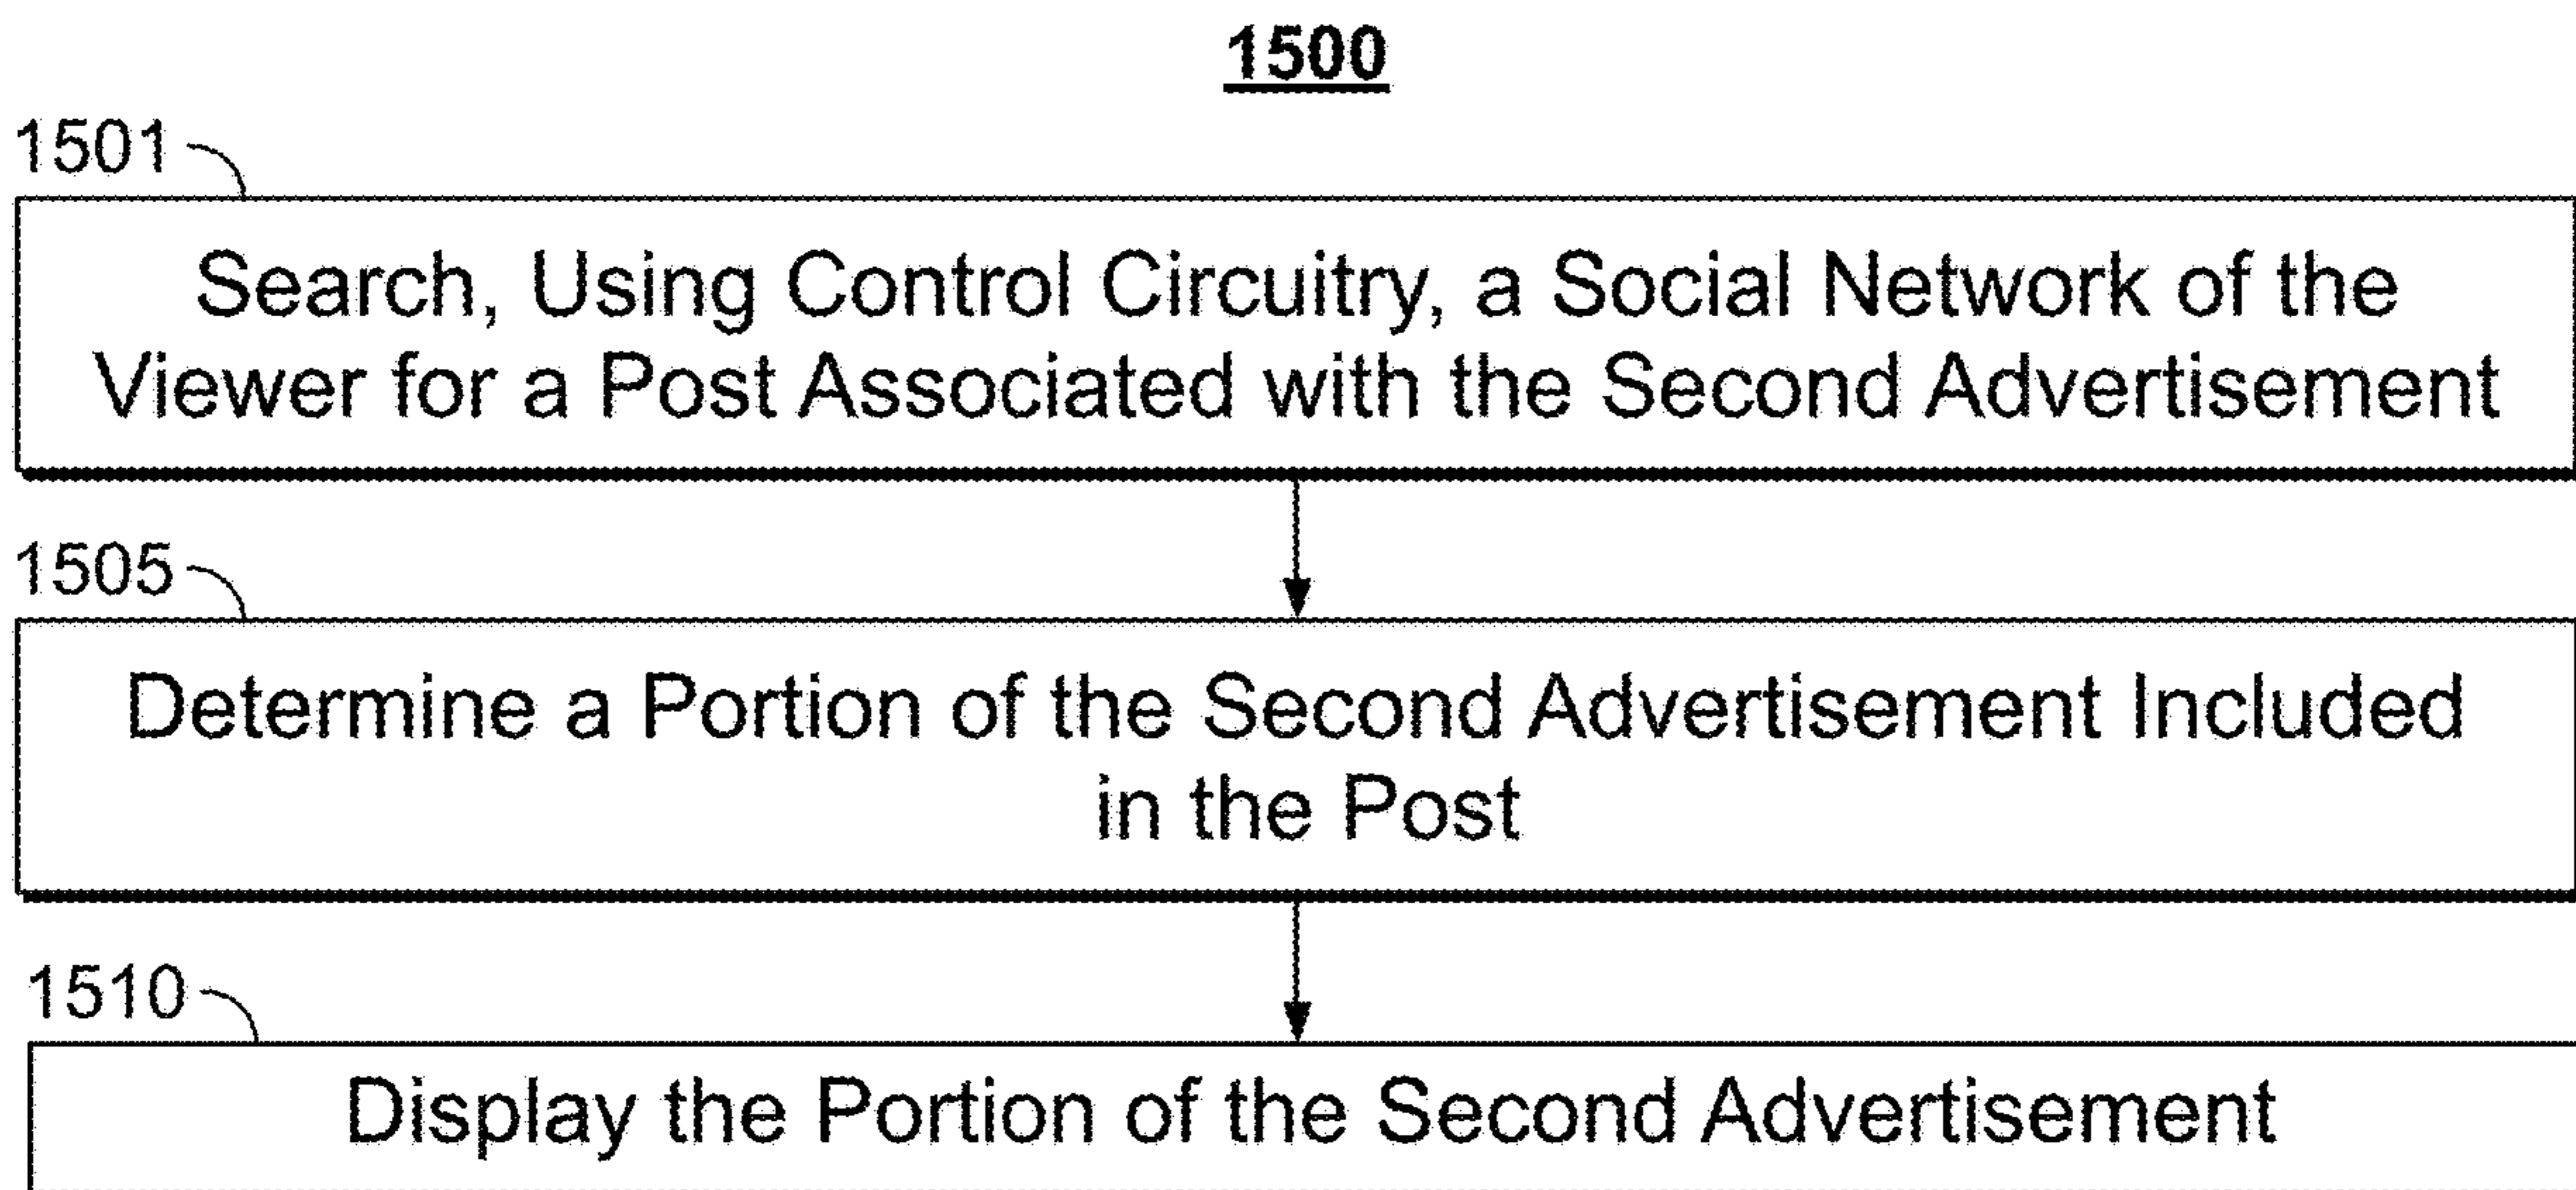 1500
1501
Search, Using Control Circuitry, a Social Network of the
Viewer for a Post Associated with the Second Advertisement
1505
Determine a Portion of the Second Advertisement Included
in the Post
1510
Display the Portion of the Second Advertisement